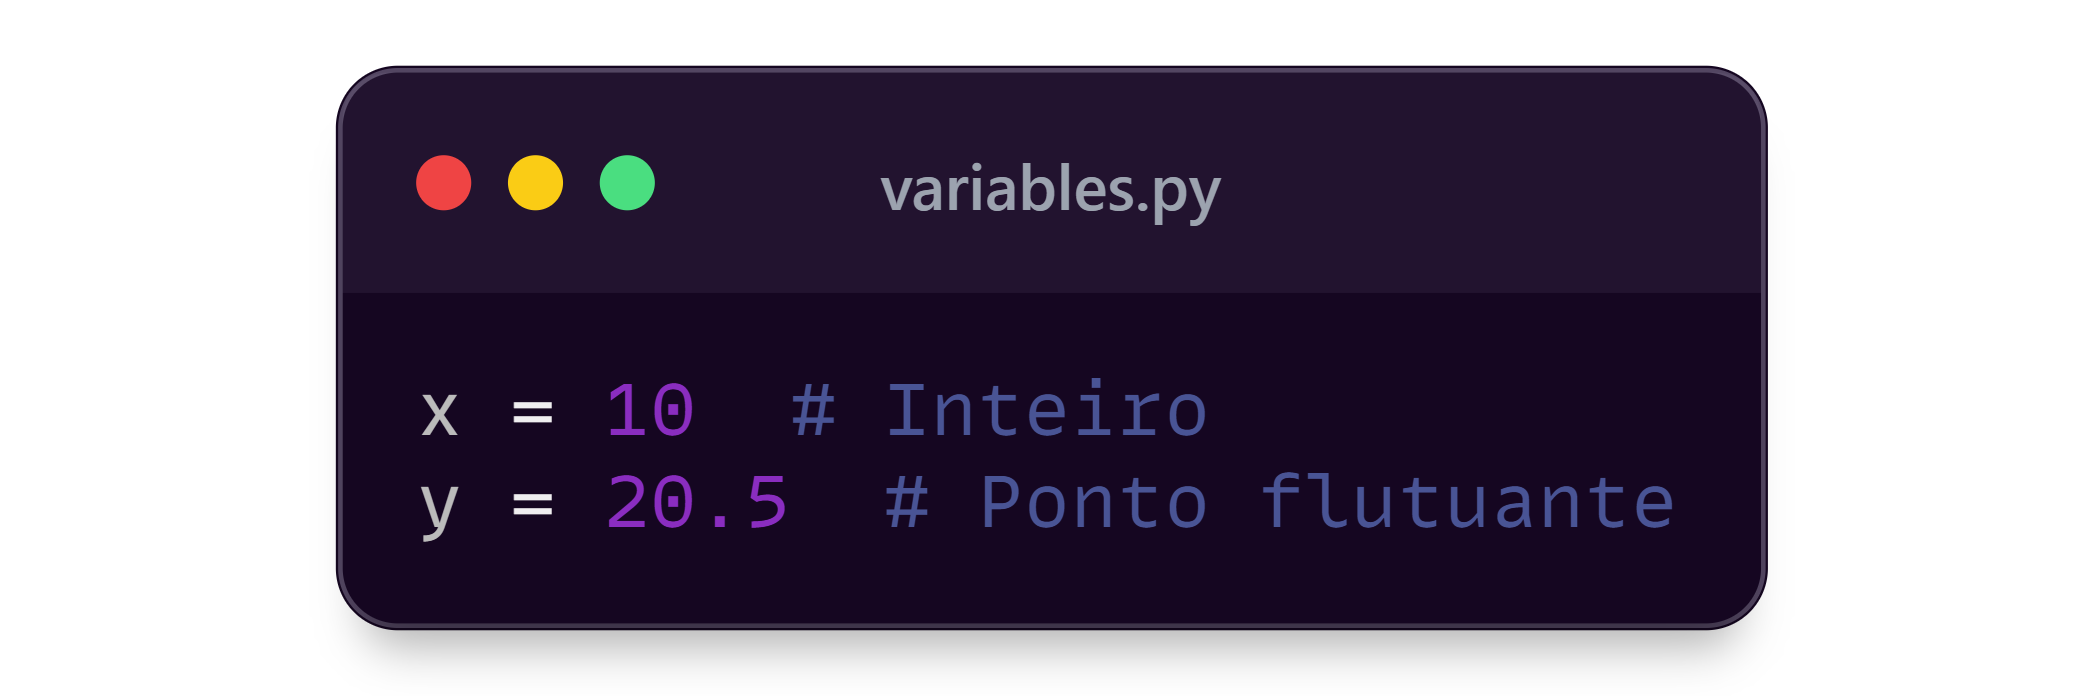 variables.py
x = 10  # Inteiro
y = 20.5  # Ponto flutuante